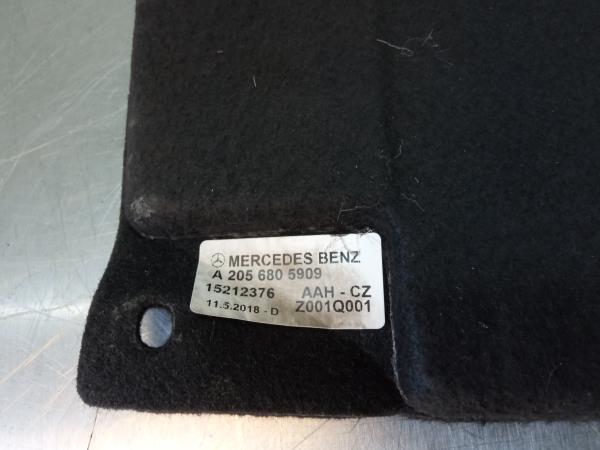 MERCEDES BENZ
A 205 680 5909
15212376 AAH - CZ
11.5.2018 - D Z001Q001